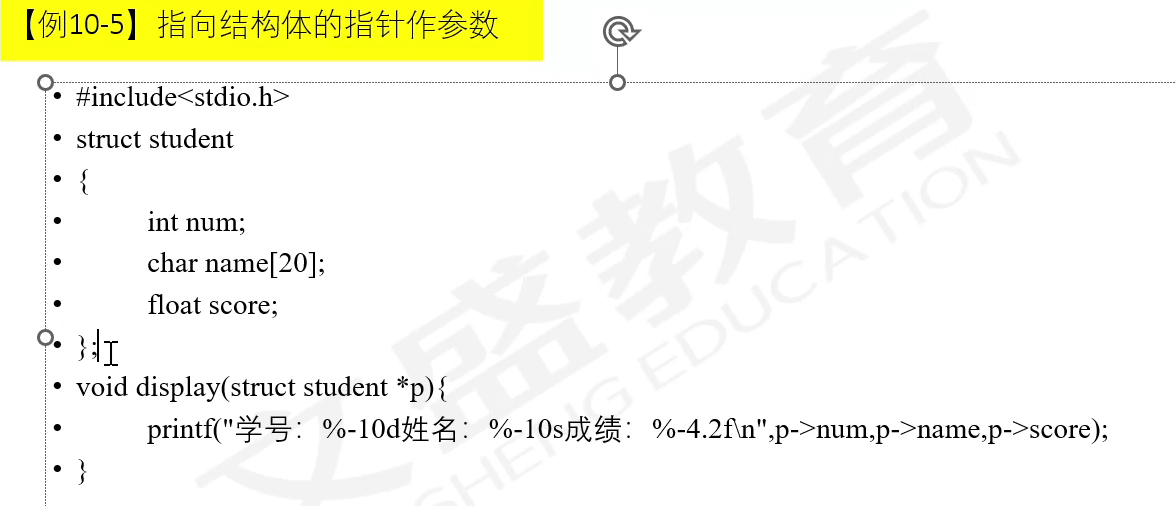 【例10-5】指向结构体的指针作参数
• #include<stdio.h>
• struct student
• {
• int num;
• char name[20];
• float score;
• };
• void display(struct student *p){
• printf("学号：%-10d姓名：%-10s成绩：%-4.2f\n",p->num,p->name,p->score);
• }
文盛教育
SHENG EDUCATION